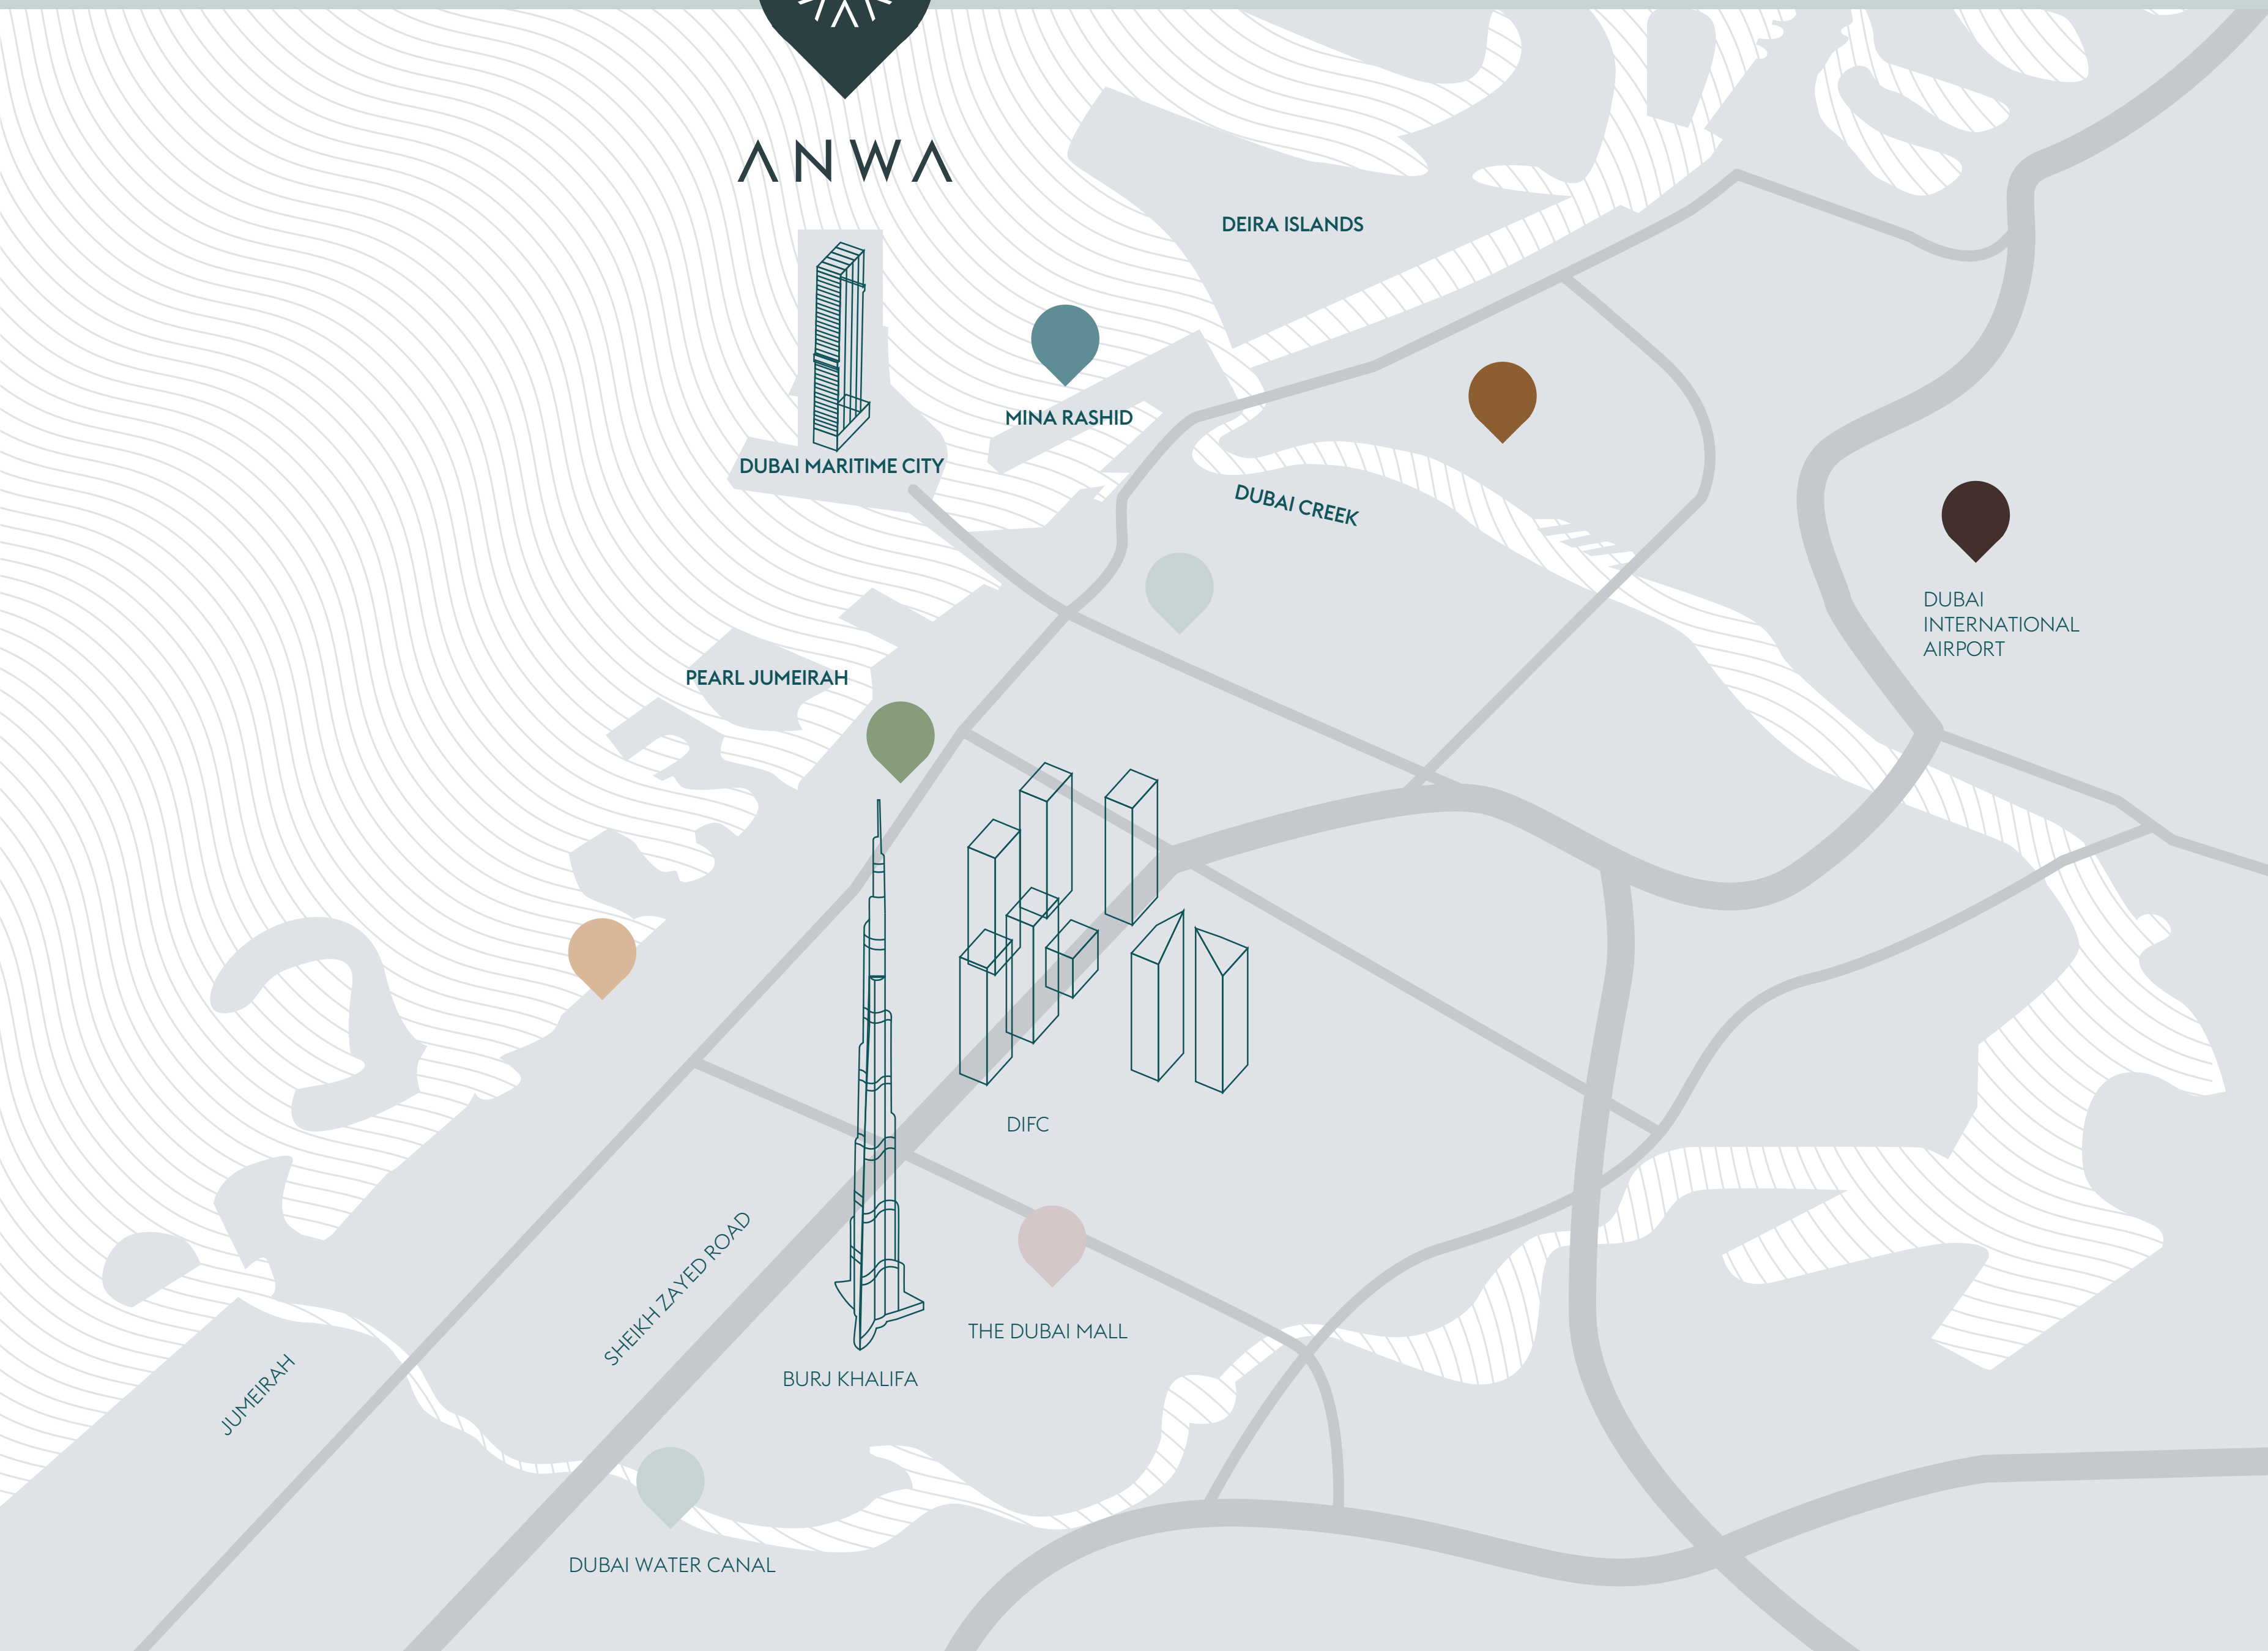 ANWA
DEIRA ISLANDS
MINA RASHID
DUBAI MARITIME CITY
DUBAI CREEK
DUBAI
INTERNATIONAL
AIRPORT
PEARL JUMEIRAH
DIFC
SHEIKH ZAYED ROAD
THE DUBAI MALL
BURJ KHALIFA
JUMEIRAH
DUBAI WATER CANAL